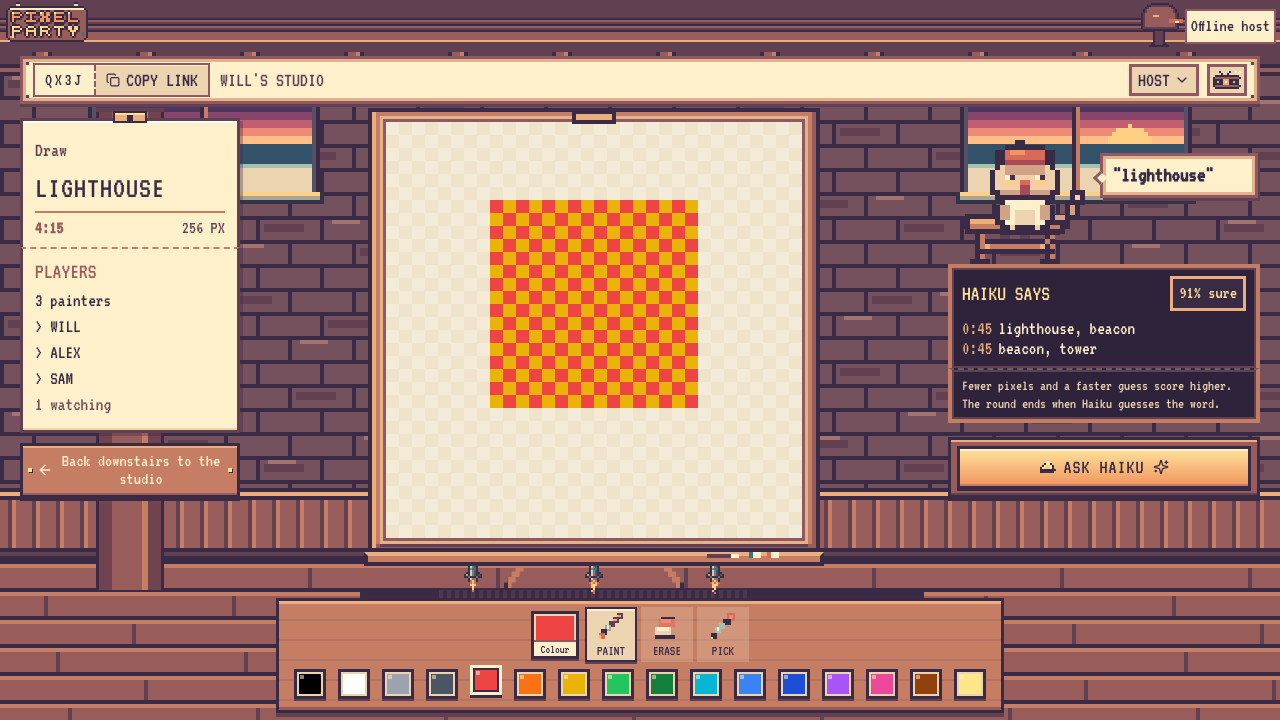 PIXEL
PARTY
Offline host
QX3J
COPY LINK
WILL'S STUDIO
HOST
Draw
LIGHTHOUSE
4:15
256 PX
PLAYERS
3 painters
> WILL
> ALEX
> SAM
1 watching
Back downstairs to the
studio
"lighthouse"
HAIKU SAYS
91% sure
0:45 lighthouse, beacon
0:45 beacon, tower
Fewer pixels and a faster guess score higher.
The round ends when Haiku guesses the word.
ASK HAIKU
Colour
PAINT
ERASE
PICK